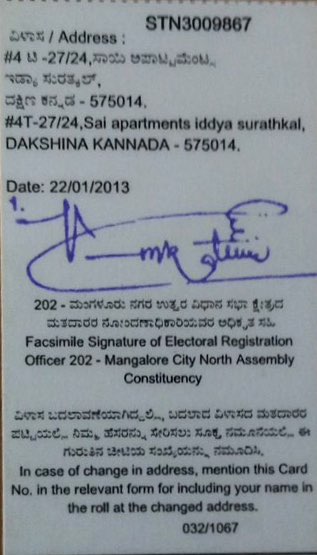 STN3009867
ವಿಳಾಸ / Address :
#4 ಟಿ -27/24,ಸಾಯಿ ಅಪಾಟ್ಮಮೆಂಟ್ಸ
ಇಡ್ಯಾ ಸುರತ್ಕಲ್,
ದಕ್ಷಿಣ ಕನ್ನಡ - 575014.
#4T-27/24,Sai apartments iddya surathkal,
DAKSHINA KANNADA - 575014.
Date: 22/01/2013
1.
202 - ಮಂಗಳೂರು ನಗರ ಉತ್ತರ ವಿಧಾನ ಸಭಾ ಕ್ಷೇತ್ರದ
ಮತದಾರರ ನೋಂದಣಾಧಿಕಾರಿಯವರ ಅಧಿಕೃತ ಸಹಿ
Facsimile Signature of Electoral Registration
Officer 202 - Mangalore City North Assembly
Constituency
ವಿಳಾಸ ಬದಲಾವಣೆಯಾಗಿದ್ದಲ್ಲಿ, ಬದಲಾದ ವಿಳಾಸದ ಮತದಾರರ
ಪಟ್ಟಿಯಲ್ಲಿ ನಿಮ್ಮ ಹೆಸರನ್ನು ಸೇರಿಸಲು ಸೂಕ್ತ ನಮೂನೆಯಲ್ಲಿ ಈ
ಗುರುತಿನ ಚೀಟಿಯ ಸಂಖ್ಯೆಯನ್ನು ನಮೂದಿಸಿ.
In case of change in address, mention this Card
No. in the relevant form for including your name in
the roll at the changed address.
032/1067